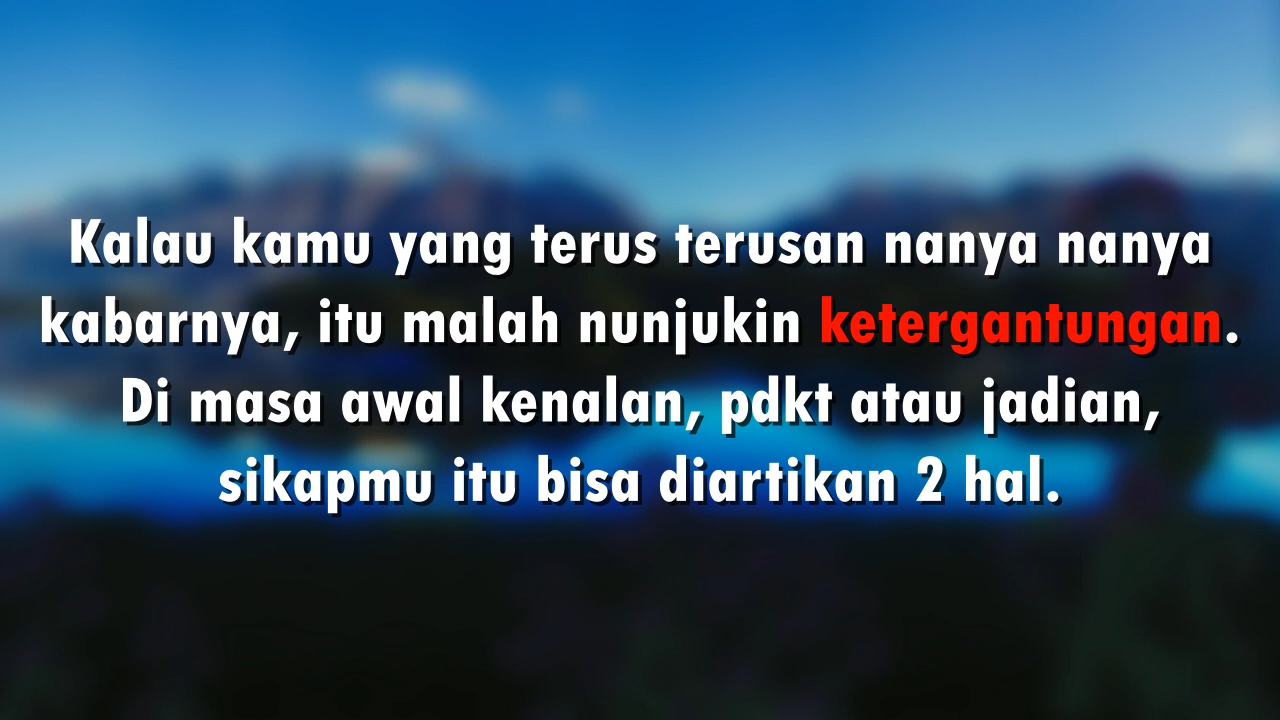 Kalau kamu yang terus terusan nanya nanya
kabarnya, itu malah nunjukin ketergantungan.
Di masa awal kenalan, pdkt atau jadian,
sikapmu itu bisa diartikan 2 hal.